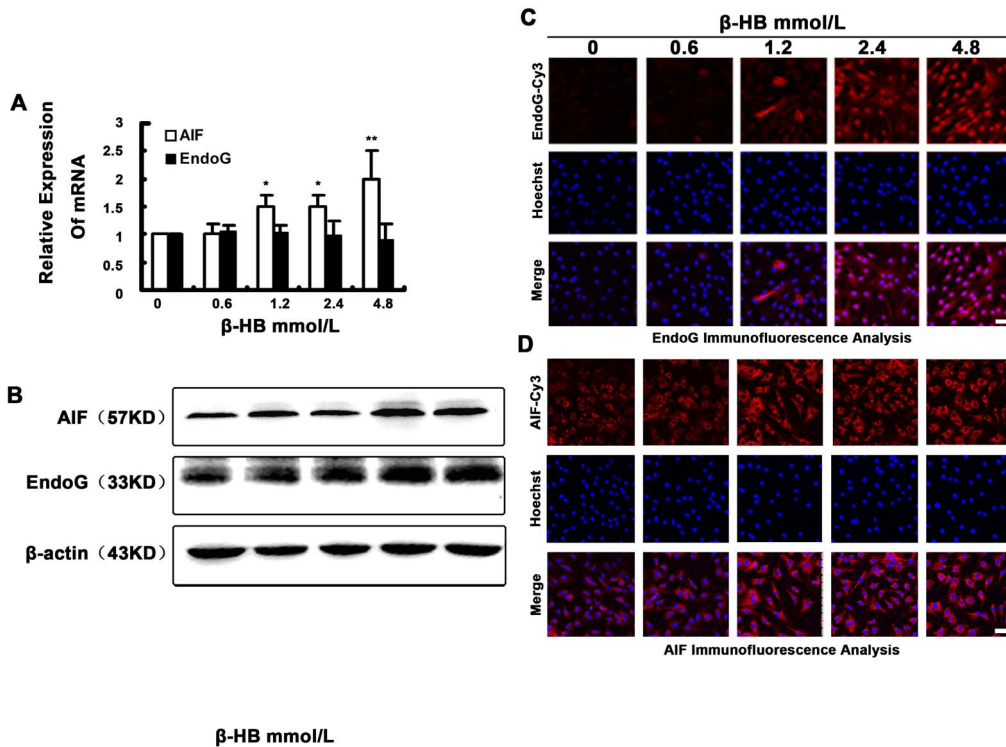 A
Relative Expression
Of mRNA
3
2.5
2
1.5
1
0.5
0
AIF
EndoG
*
*
**
0
0.6
1.2
2.4
4.8
β-HB mmol/L
B
AIF（57KD）
EndoG（33KD）
β-actin（43KD）
β-HB mmol/L
C
β-HB mmol/L
0 0.6 1.2 2.4 4.8
EndoG-Cy3
Hoechst
Merge
EndoG Immunofluorescence Analysis
D
AIF-Cy3
Hoechst
Merge
AIF Immunofluorescence Analysis